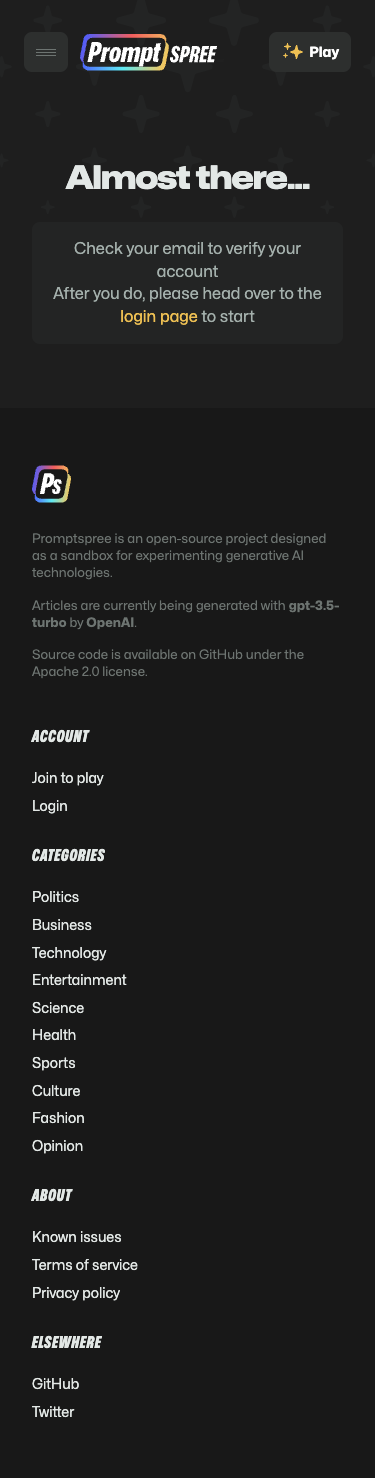 Prompt SPREE
Play
Almost there...
Check your email to verify your
account
After you do, please head over to the
login page to start
Ps
Promptspree is an open-source project designed
as a sandbox for experimenting generative AI
technologies.
Articles are currently being generated with gpt-3.5-
turbo by OpenAI.
Source code is available on GitHub under the
Apache 2.0 license.
ACCOUNT
Join to play
Login
CATEGORIES
Politics
Business
Technology
Entertainment
Science
Health
Sports
Culture
Fashion
Opinion
ABOUT
Known issues
Terms of service
Privacy policy
ELSEWHERE
GitHub
Twitter